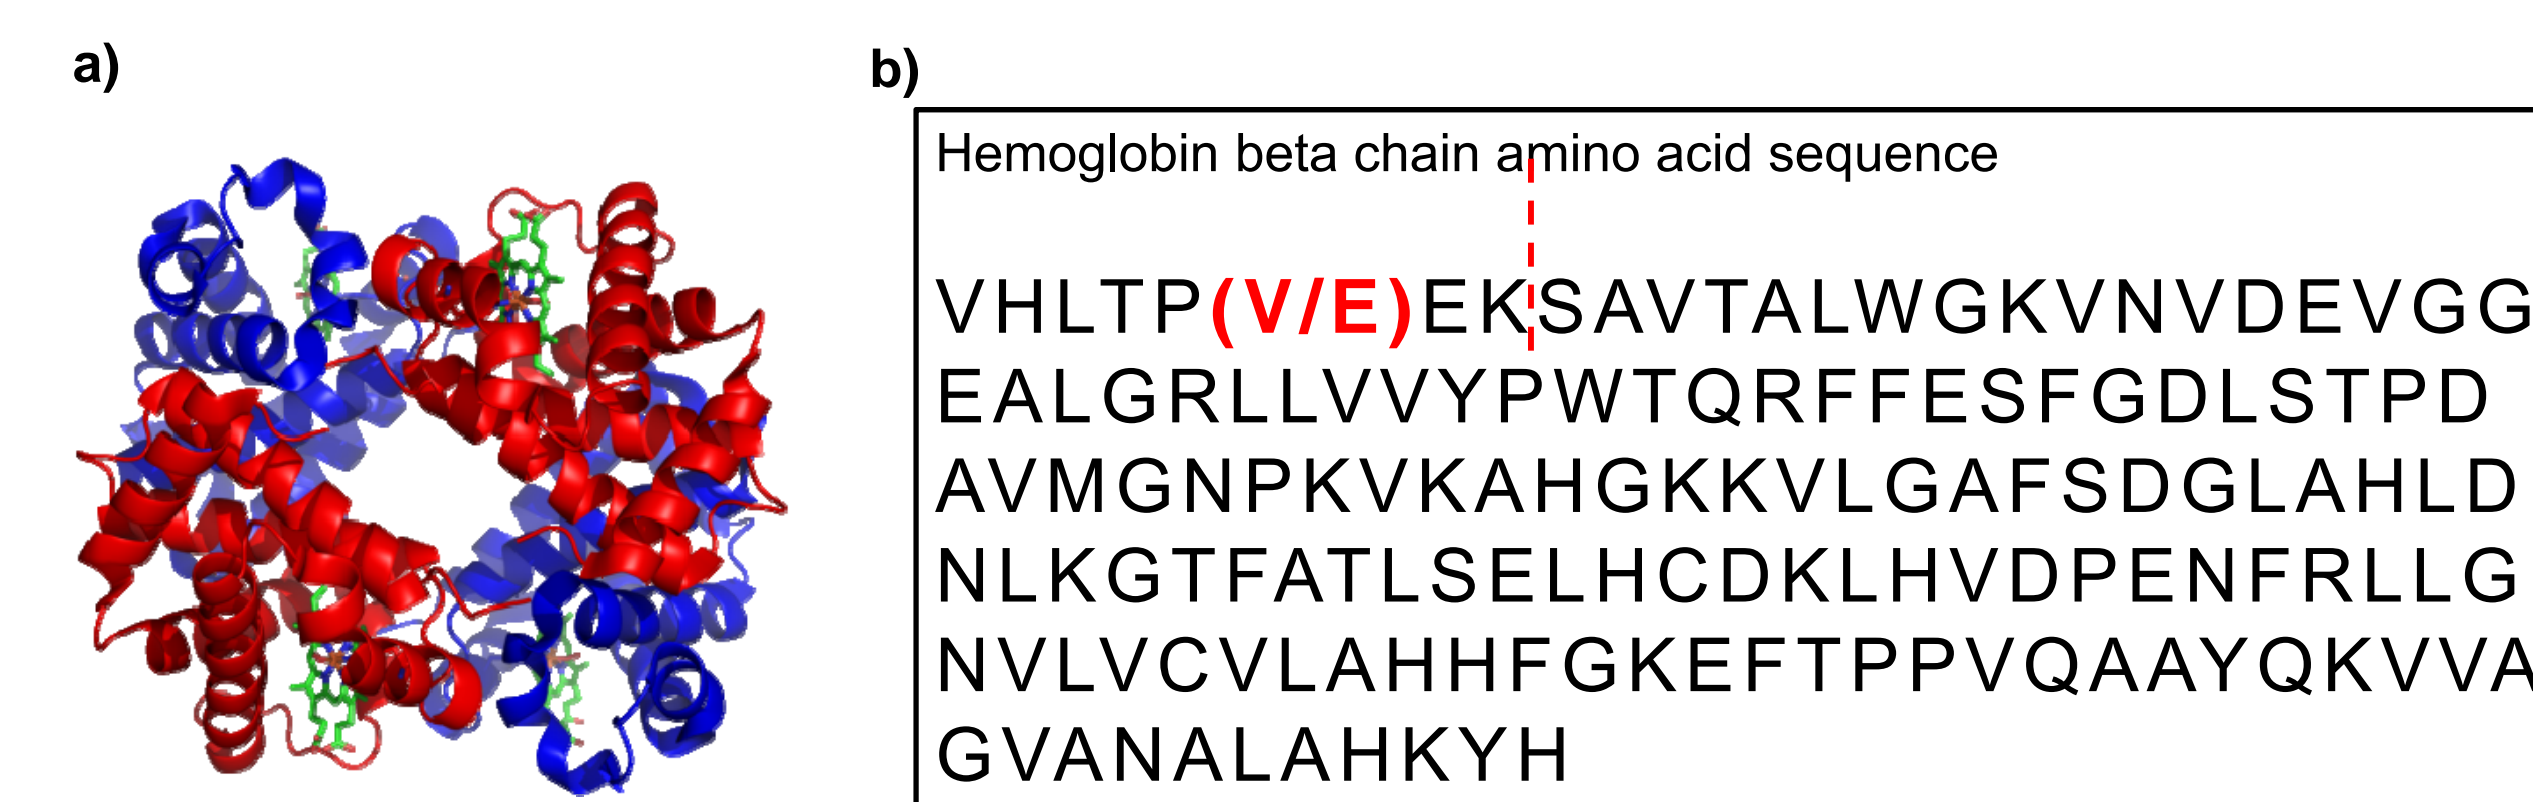 a)
b)
Hemoglobin beta chain amino acid sequence
VHLTP(V/E)EKSAVTALWGKVNVDEVGG
EALGRLLVVYPWTQRFFESFGDLSTPD
AVMGNPKVKAHGKKVLGAFSDGLAHLD
NLKGTFATLSELHCDKLHVDPENFRLLG
NVLVCVLAHHFGKEFTPPVQAAYQKVVA
GVANALAHKYH